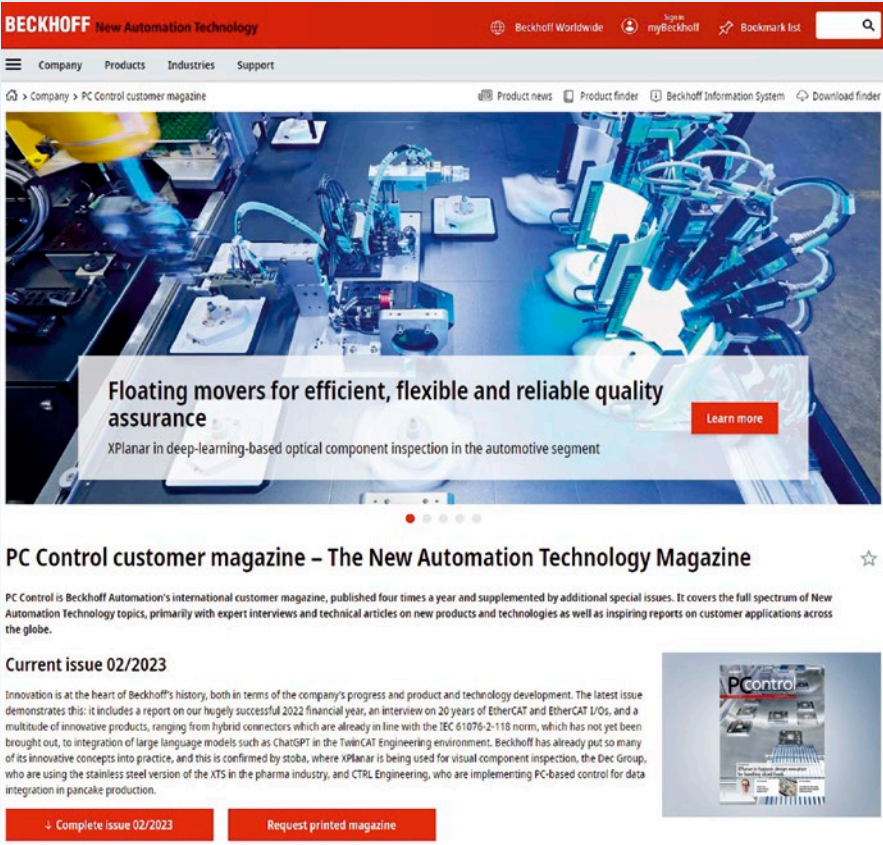 BECKHOFF New Automation Technology
Beckhoff Worldwide
Sign in
myBeckhoff
Bookmark list
Company Products Industries Support
> Company > PC Control customer magazine
Product news Product finder Beckhoff Information System Download finder
Floating movers for efficient, flexible and reliable quality
assurance
Learn more
XPlanar in deep-learning-based optical component inspection in the automotive segment
PC Control customer magazine – The New Automation Technology Magazine
PC Control is Beckhoff Automation's international customer magazine, published four times a year and supplemented by additional special issues. It covers the full spectrum of New
Automation Technology topics, primarily with expert interviews and technical articles on new products and technologies as well as inspiring reports on customer applications across
the globe.
Current issue 02/2023
Innovation is at the heart of Beckhoff's history, both in terms of the company's progress and product and technology development. The latest issue
demonstrates this: it includes a report on our hugely successful 2022 financial year, an interview on 20 years of EtherCAT and EtherCAT I/Os, and a
multitude of innovative products, ranging from hybrid connectors which are already in line with the IEC 61076-2-118 norm, which has not yet been
brought out, to integration of large language models such as ChatGPT in the TwinCAT Engineering environment. Beckhoff has already put so many
of its innovative concepts into practice, and this is confirmed by stoba, where XPlanar is being used for visual component inspection, the Dec Group,
who are using the stainless steel version of the XTS in the pharma industry, and CTRL Engineering, who are implementing PC-based control for data
integration in pancake production.
PCcontrol
XPlanar in hygienic design execution
for handling sliced foods
↓ Complete issue 02/2023
Request printed magazine